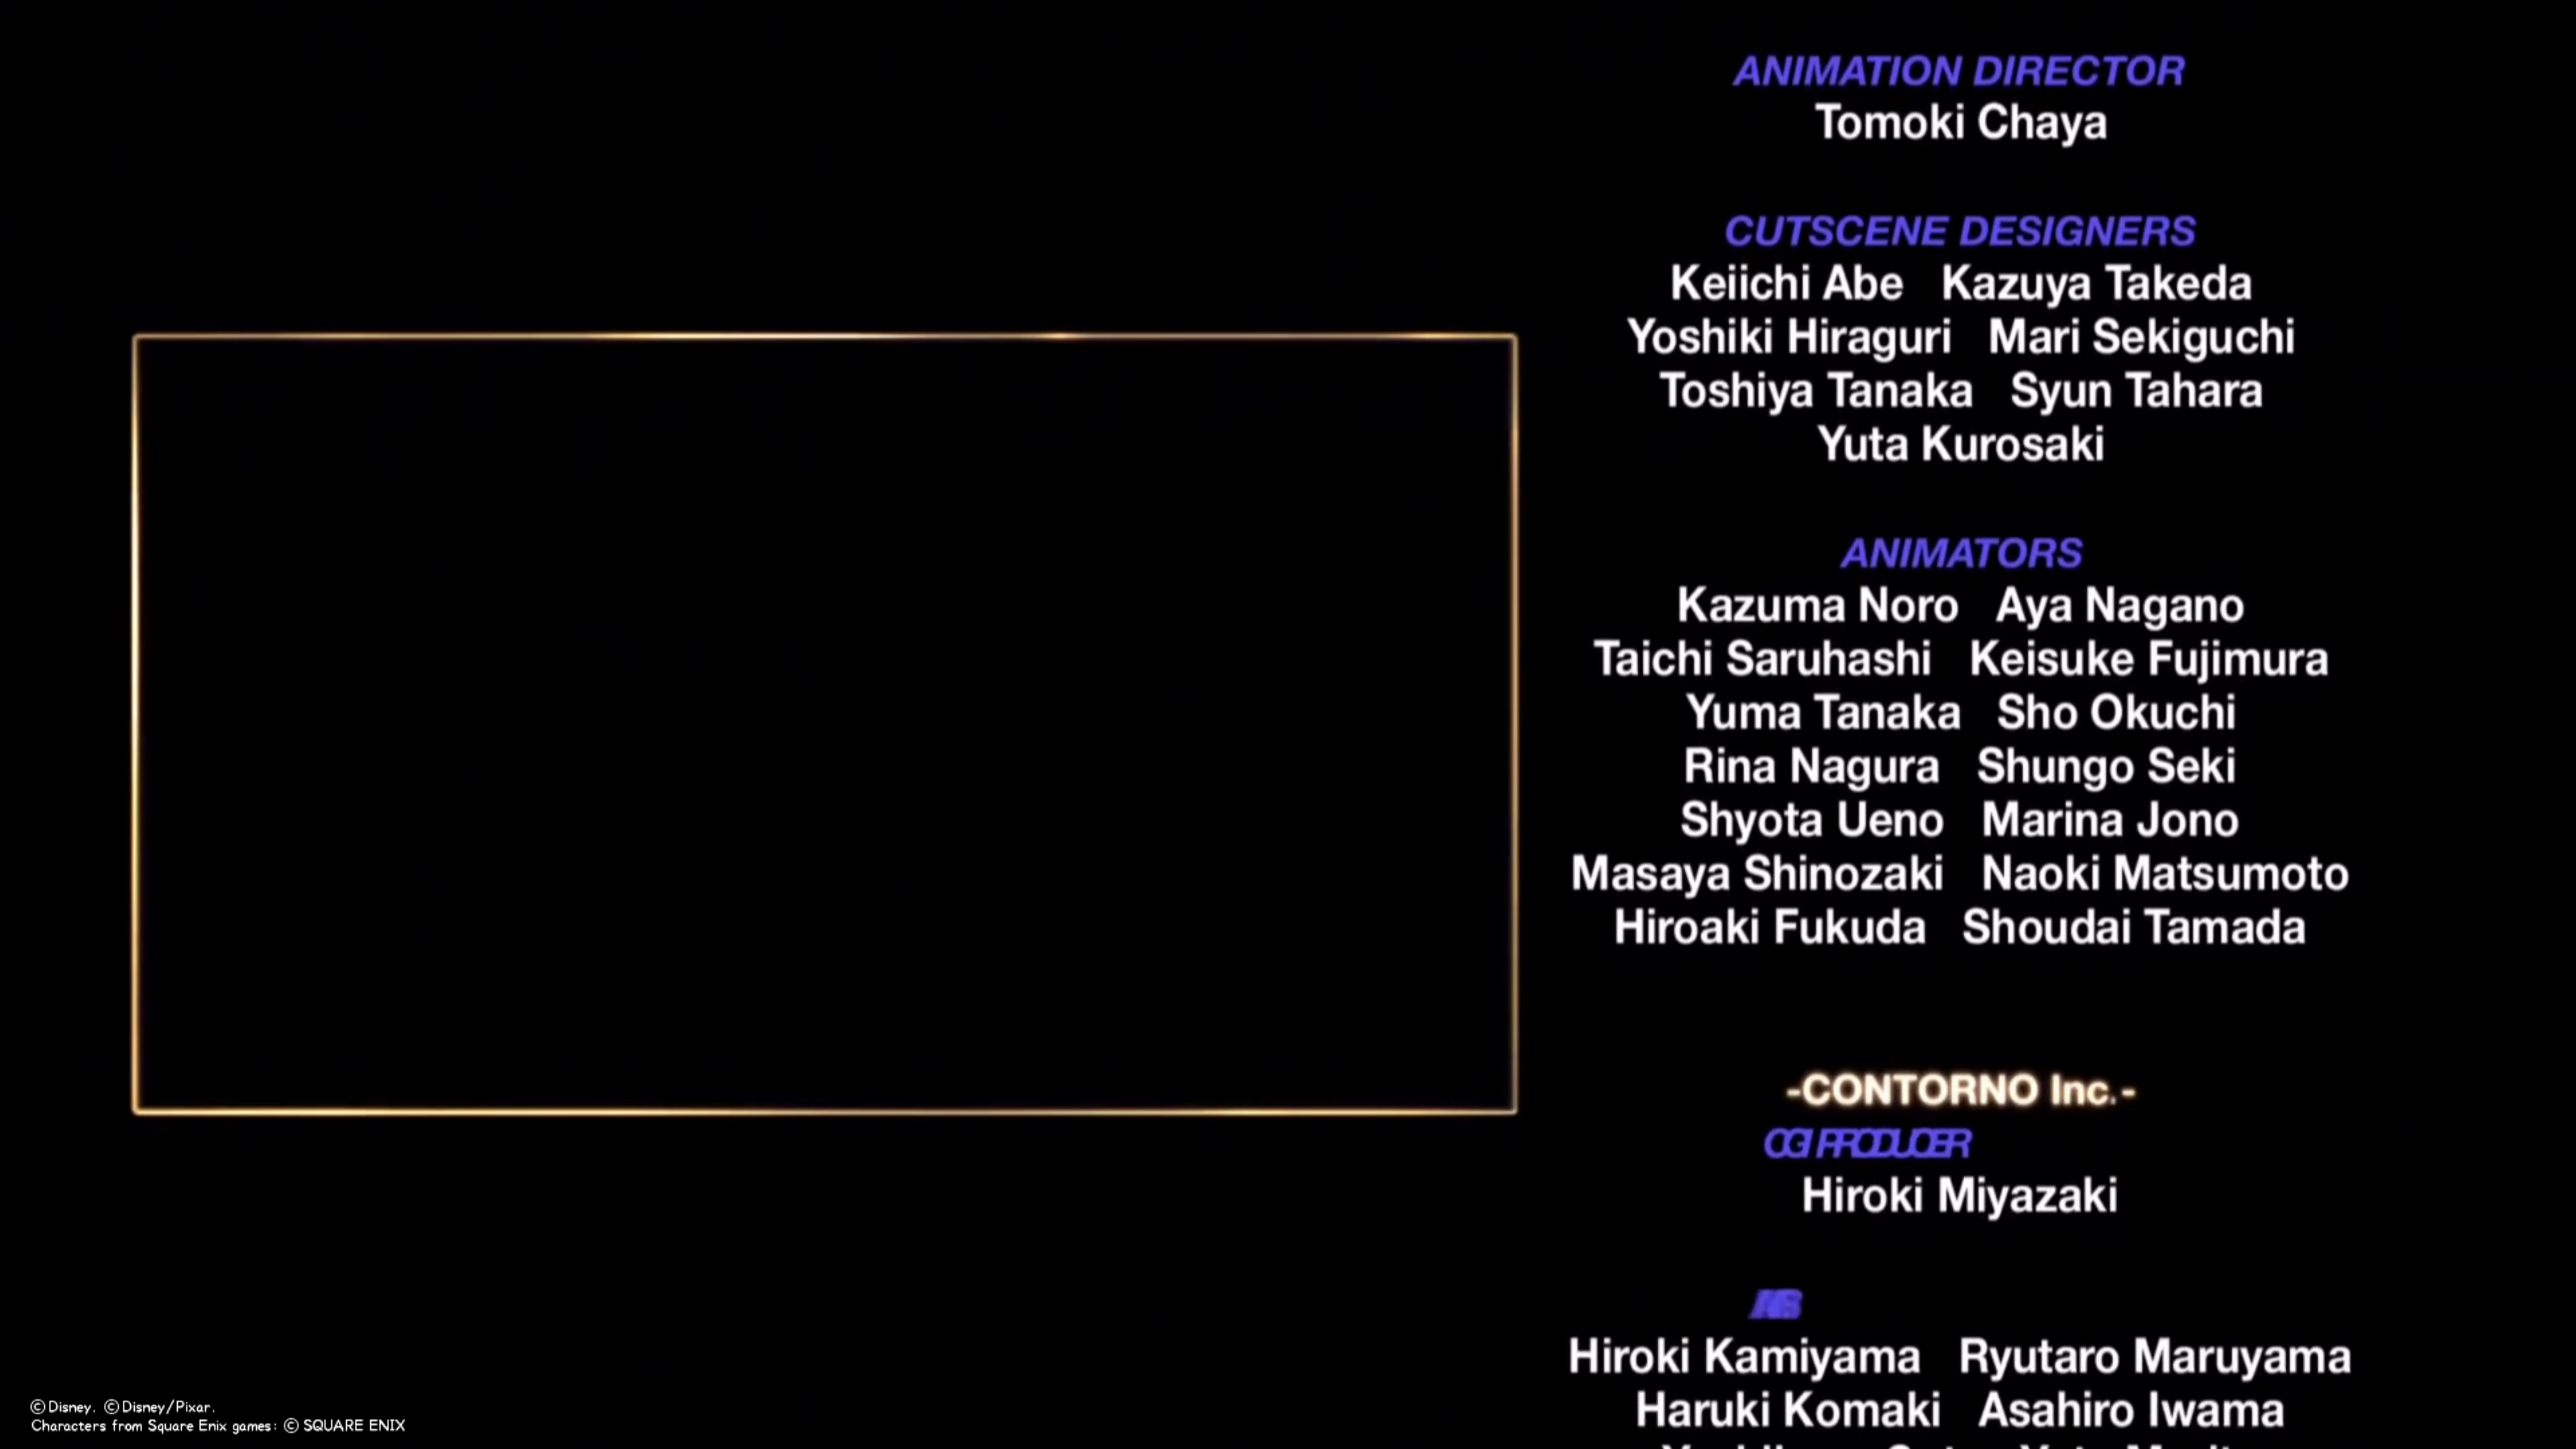 ANIMATION DIRECTOR
Tomoki Chaya
CUTSCENE DESIGNERS
Keiichi Abe Kazuya Takeda
Yoshiki Hiraguri Mari Sekiguchi
Toshiya Tanaka Syun Tahara
Yuta Kurosaki
ANIMATORS
Kazuma Noro Aya Nagano
Taichi Saruhashi Keisuke Fujimura
Yuma Tanaka Sho Okuchi
Rina Nagura Shungo Seki
Shyota Ueno Marina Jono
Masaya Shinozaki Naoki Matsumoto
Hiroaki Fukuda Shoudai Tamada
-CONTORNO Inc.-
CGI PRODUCER
Hiroki Miyazaki
Hiroki Kamiyama Ryutaro Maruyama
Haruki Komaki Asahiro Iwama
©Disney. ©Disney/Pixar.
Characters from Square Enix games: © SQUARE ENIX